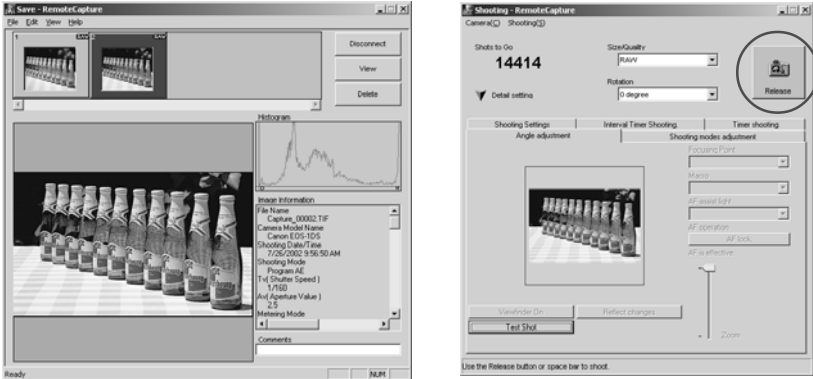 Save - RemoteCapture
File Edit View Help
1 RAW 2 RAW
Disconnect
View
Delete
Histogram
Image Information
File Name
Capture_00002.TIF
Camera Model Name
Canon EOS-1DS
Shooting Date/Time
7/26/2002 9:56:50 AM
Shooting Mode
Program AE
Tv( Shutter Speed )
1/160
Av( Aperture Value )
2.5
Metering Mode
Comments
Ready NUM
Shooting - RemoteCapture
Camera(C) Shooting(S)
Shots to Go
14414
Size/Quality
RAW
Rotation
0 degree
Detail setting
Release
Shooting Settings Interval Timer Shooting. Timer shooting
Angle adjustment Shooting modes adjustment
Focusing Point
Macro
AF assist light
AF operation
AF lock.
AF is effective.
Viewfinder On Reflect changes.
Test Shot
- Zoom
Use the Release button or space bar to shoot.